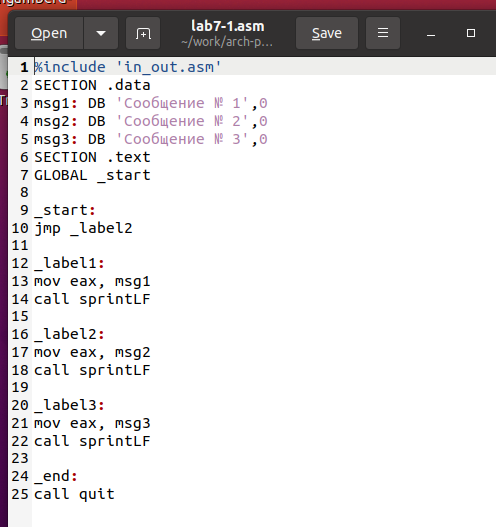 Open
lab7-1.asm
~/work/arch-p...
Save
1 %include 'in_out.asm'
2 SECTION .data
3 msg1: DB 'Сообщение № 1',0
4 msg2: DB 'Сообщение № 2',0
5 msg3: DB 'Сообщение № 3',0
6 SECTION .text
7 GLOBAL _start
8
9 _start:
10 jmp _label2
11
12 _label1:
13 mov eax, msg1
14 call sprintLF
15
16 _label2:
17 mov eax, msg2
18 call sprintLF
19
20 _label3:
21 mov eax, msg3
22 call sprintLF
23
24 _end:
25 call quit